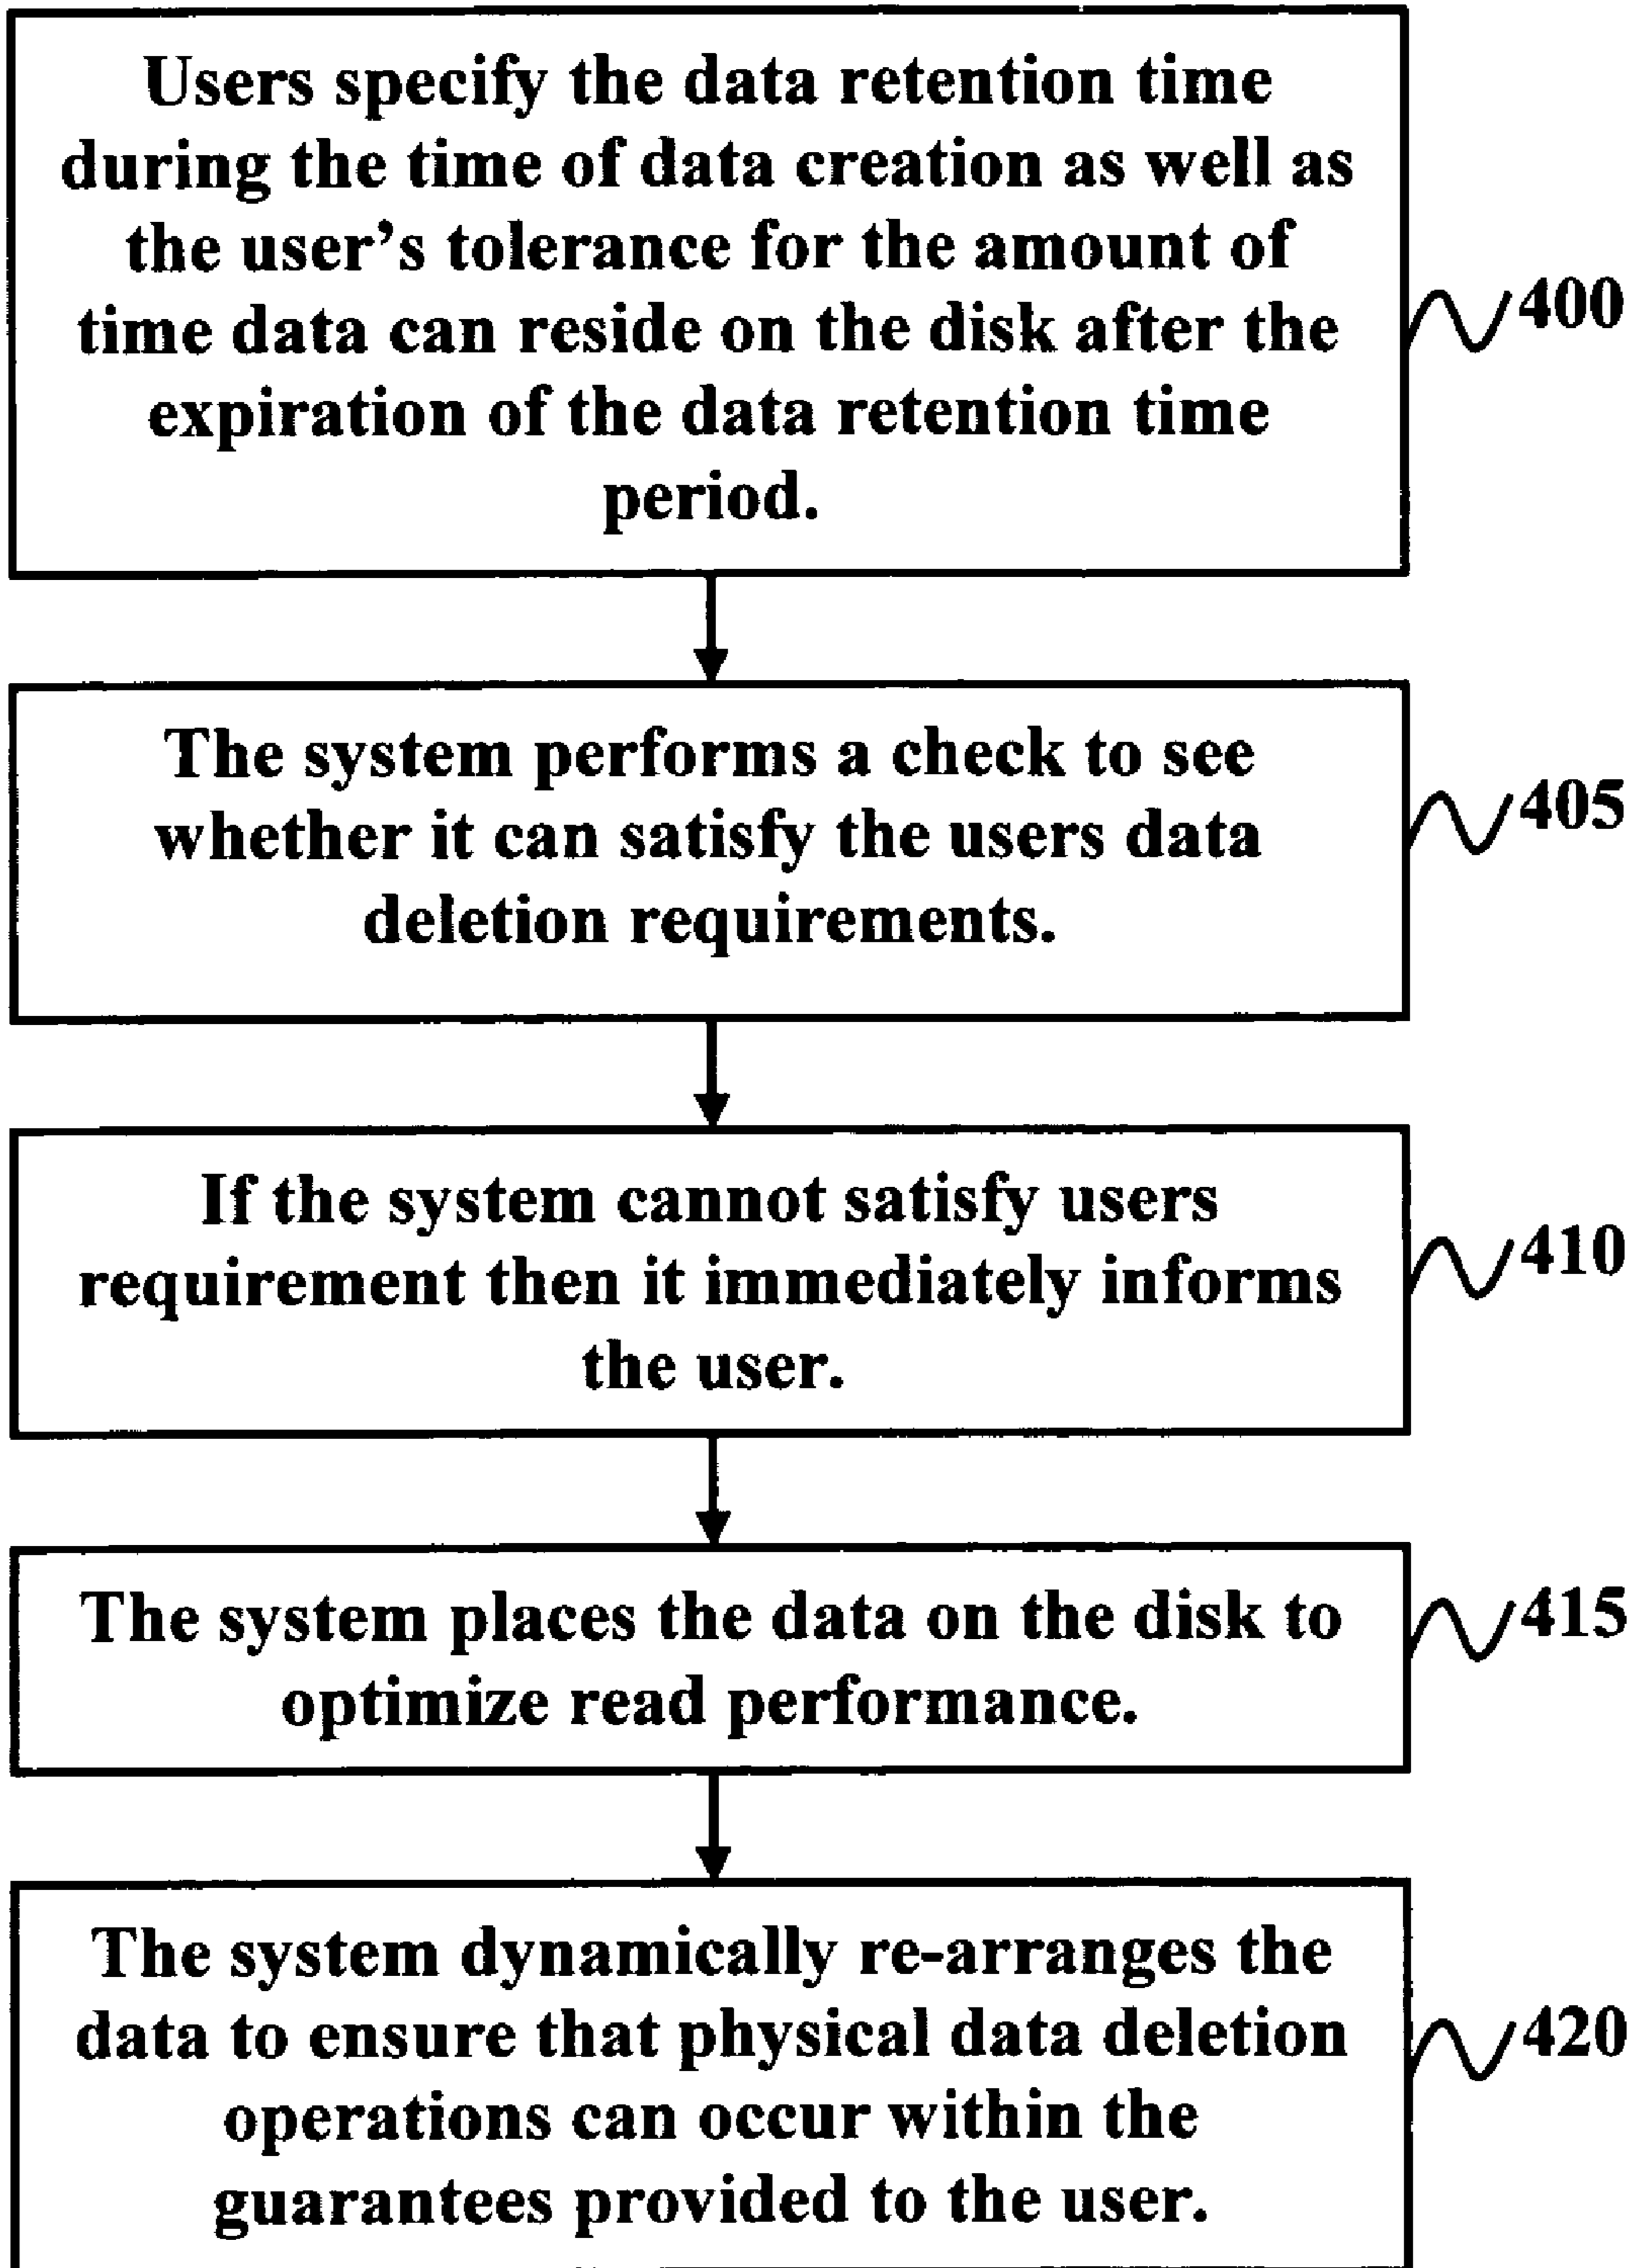 Users specify the data retention time
during the time of data creation as well as
the user's tolerance for the amount of
time data can reside on the disk after the
expiration of the data retention time
period.
400
The system performs a check to see
whether it can satisfy the users data
deletion requirements.
405
If the system cannot satisfy users
requirement then it immediately informs
the user.
410
The system places the data on the disk to
optimize read performance.
415
The system dynamically re-arranges the
data to ensure that physical data deletion
operations can occur within the
guarantees provided to the user.
420